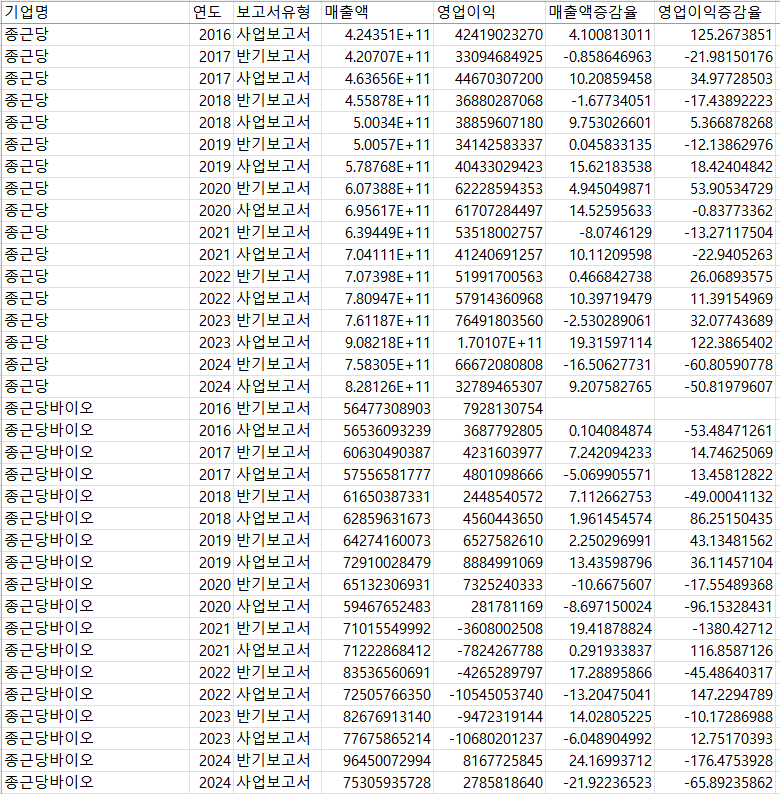 기업명 연도 보고서유형 매출액 영업이익 매출액증감율 영업이익증감율
종근당 2016 사업보고서 4.24351E+11 42419023270 4.100813011 125.2673851
종근당 2017 반기보고서 4.20707E+11 33094684925 -0.858646963 -21.98150176
종근당 2017 사업보고서 4.63656E+11 44670307200 10.20859458 34.97728503
종근당 2018 반기보고서 4.55878E+11 36880287068 -1.67734051 -17.43892223
종근당 2018 사업보고서 5.0034E+11 38859607180 9.753026601 5.366878268
종근당 2019 반기보고서 5.0057E+11 34142583337 0.045833135 -12.13862976
종근당 2019 사업보고서 5.78768E+11 40433029423 15.62183538 18.42404842
종근당 2020 반기보고서 6.07388E+11 62228594353 4.945049871 53.90534729
종근당 2020 사업보고서 6.95617E+11 61707284497 14.52595633 -0.83773362
종근당 2021 반기보고서 6.39449E+11 53518002757 -8.0746129 -13.27117504
종근당 2021 사업보고서 7.04111E+11 41240691257 10.11209598 -22.9405263
종근당 2022 반기보고서 7.07398E+11 51991700563 0.466842738 26.06893575
종근당 2022 사업보고서 7.80947E+11 57914360968 10.39719479 11.39154969
종근당 2023 반기보고서 7.61187E+11 76491803560 -2.530289061 32.07743689
종근당 2023 사업보고서 9.08218E+11 1.70107E+11 19.31597114 122.3865402
종근당 2024 반기보고서 7.58305E+11 66672080808 -16.50627731 -60.80590778
종근당 2024 사업보고서 8.28126E+11 32789465307 9.207582765 -50.81979607
종근당바이오 2016 반기보고서 56477308903 7928130754
종근당바이오 2016 사업보고서 56536093239 3687792805 0.104084874 -53.48471261
종근당바이오 2017 반기보고서 60630490387 4231603977 7.242094233 14.74625069
종근당바이오 2017 사업보고서 57556581777 4801098666 -5.069905571 13.45812822
종근당바이오 2018 반기보고서 61650387331 2448540572 7.112662753 -49.00041132
종근당바이오 2018 사업보고서 62859631673 4560443650 1.961454574 86.25150435
종근당바이오 2019 반기보고서 64274160073 6527582610 2.250296991 43.13481562
종근당바이오 2019 사업보고서 72910028479 8884991069 13.43598796 36.11457104
종근당바이오 2020 반기보고서 65132306931 7325240333 -10.6675607 -17.55489368
종근당바이오 2020 사업보고서 59467652483 281781169 -8.697150024 -96.15328431
종근당바이오 2021 반기보고서 71015549992 -3608002508 19.41878824 -1380.42712
종근당바이오 2021 사업보고서 71222868412 -7824267788 0.291933837 116.8587126
종근당바이오 2022 반기보고서 83536560691 -4265289797 17.28895866 -45.48640317
종근당바이오 2022 사업보고서 72505766350 -10545053740 -13.20475041 147.2294789
종근당바이오 2023 반기보고서 82676913140 -9472319144 14.02805225 -10.17286988
종근당바이오 2023 사업보고서 77675865214 -10680201237 -6.048904992 12.75170393
종근당바이오 2024 반기보고서 96450072994 8167725845 24.16993712 -176.4753928
종근당바이오 2024 사업보고서 75305935728 2785818640 -21.92236523 -65.89235862